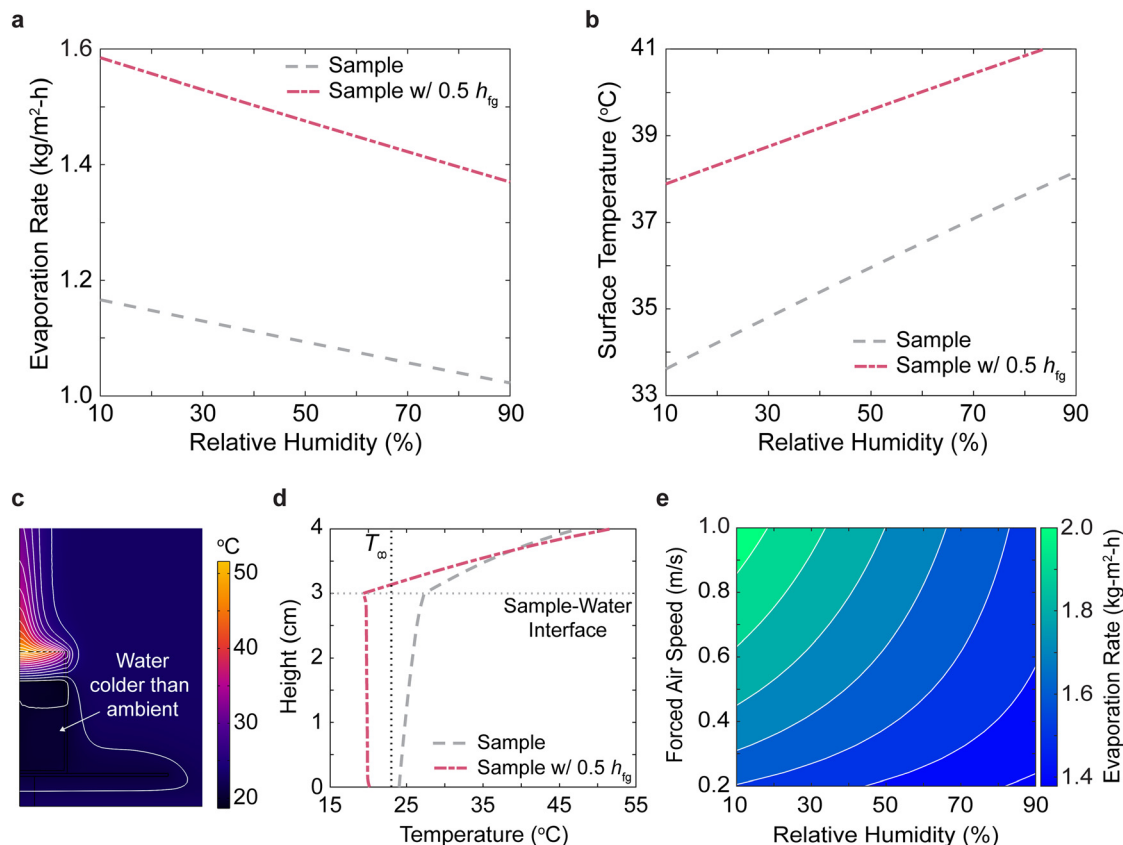 a
1.6
1.4
1.2
1.0
Evaporation Rate (kg/m²-h)
Sample
Sample w/ 0.5 hfg
10
30
50
70
90
Relative Humidity (%)
b
41
39
37
35
33
Surface Temperature (°C)
Sample
Sample w/ 0.5 hfg
10
30
50
70
90
Relative Humidity (%)
c
°C
50
40
30
20
Water
colder than
ambient
d
4
3
2
1
0
Height (cm)
T∞
Sample-Water
Interface
Sample
Sample w/ 0.5 hfg
15
25
35
45
55
Temperature (°C)
e
1.0
0.8
0.6
0.4
0.2
Forced Air Speed (m/s)
10
30
50
70
90
Relative Humidity (%)
2.0
1.8
1.6
1.4
Evaporation Rate (kg-m²-h)